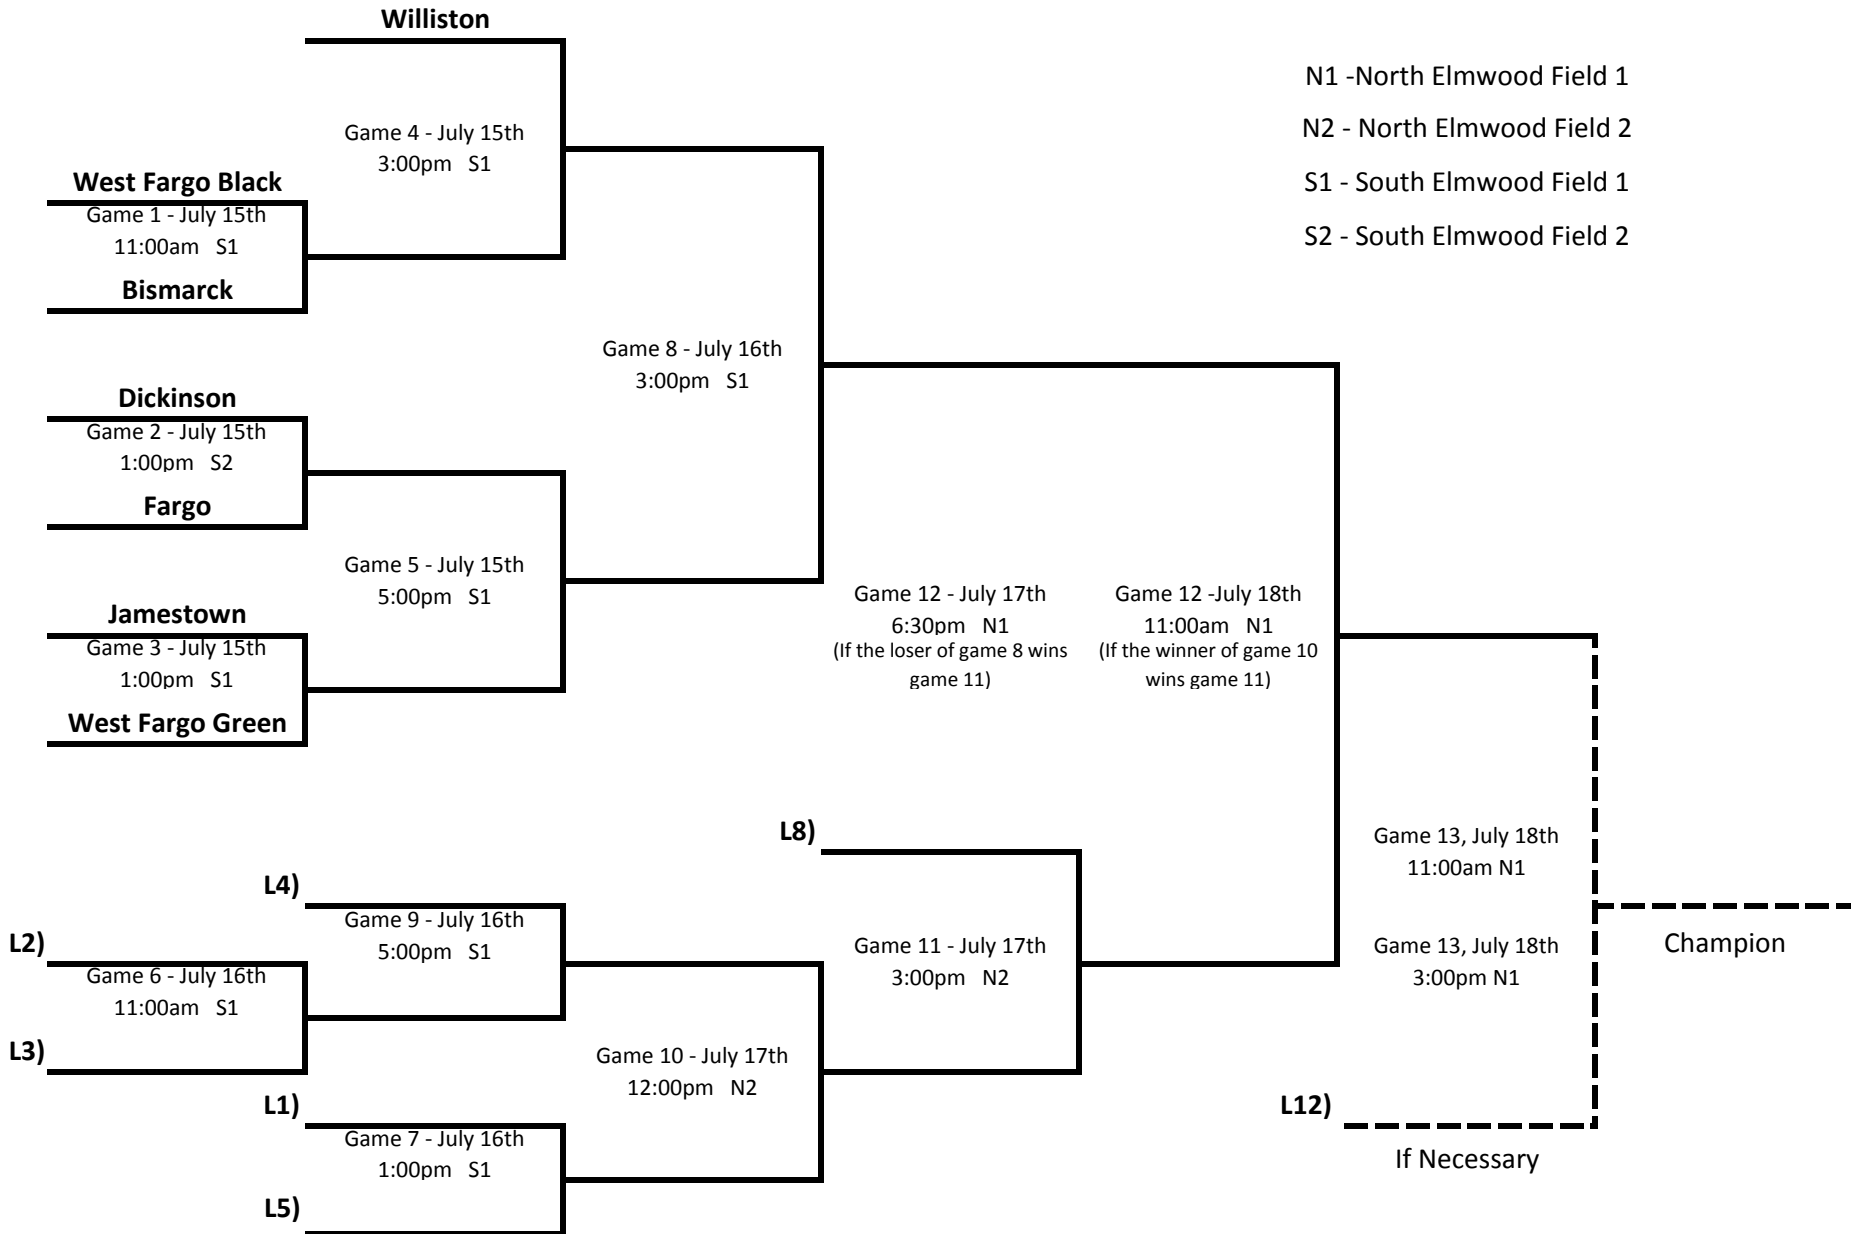 Williston
N1 -North Elmwood Field 1
N2 - North Elmwood Field 2
S1 - South Elmwood Field 1
S2 - South Elmwood Field 2
Game 4 - July 15th
3:00pm S1
West Fargo Black
Game 1 - July 15th
11:00am S1
Bismarck
Game 8 - July 16th
3:00pm S1
Dickinson
Game 2 - July 15th
1:00pm S2
Fargo
Game 5 - July 15th
5:00pm S1
Jamestown
Game 3 - July 15th
1:00pm S1
West Fargo Green
Game 12 - July 17th
6:30pm N1
(If the loser of game 8 wins
game 11)
Game 12 -July 18th
11:00am N1
(If the winner of game 10
wins game 11)
L8)
Game 13, July 18th
11:00am N1
L4)
Game 9 - July 16th
5:00pm S1
L2)
Game 6 - July 16th
11:00am S1
L3)
Game 11 - July 17th
3:00pm N2
Game 13, July 18th
3:00pm N1
Champion
Game 10 - July 17th
12:00pm N2
L1)
Game 7 - July 16th
1:00pm S1
L5)
L12)
If Necessary